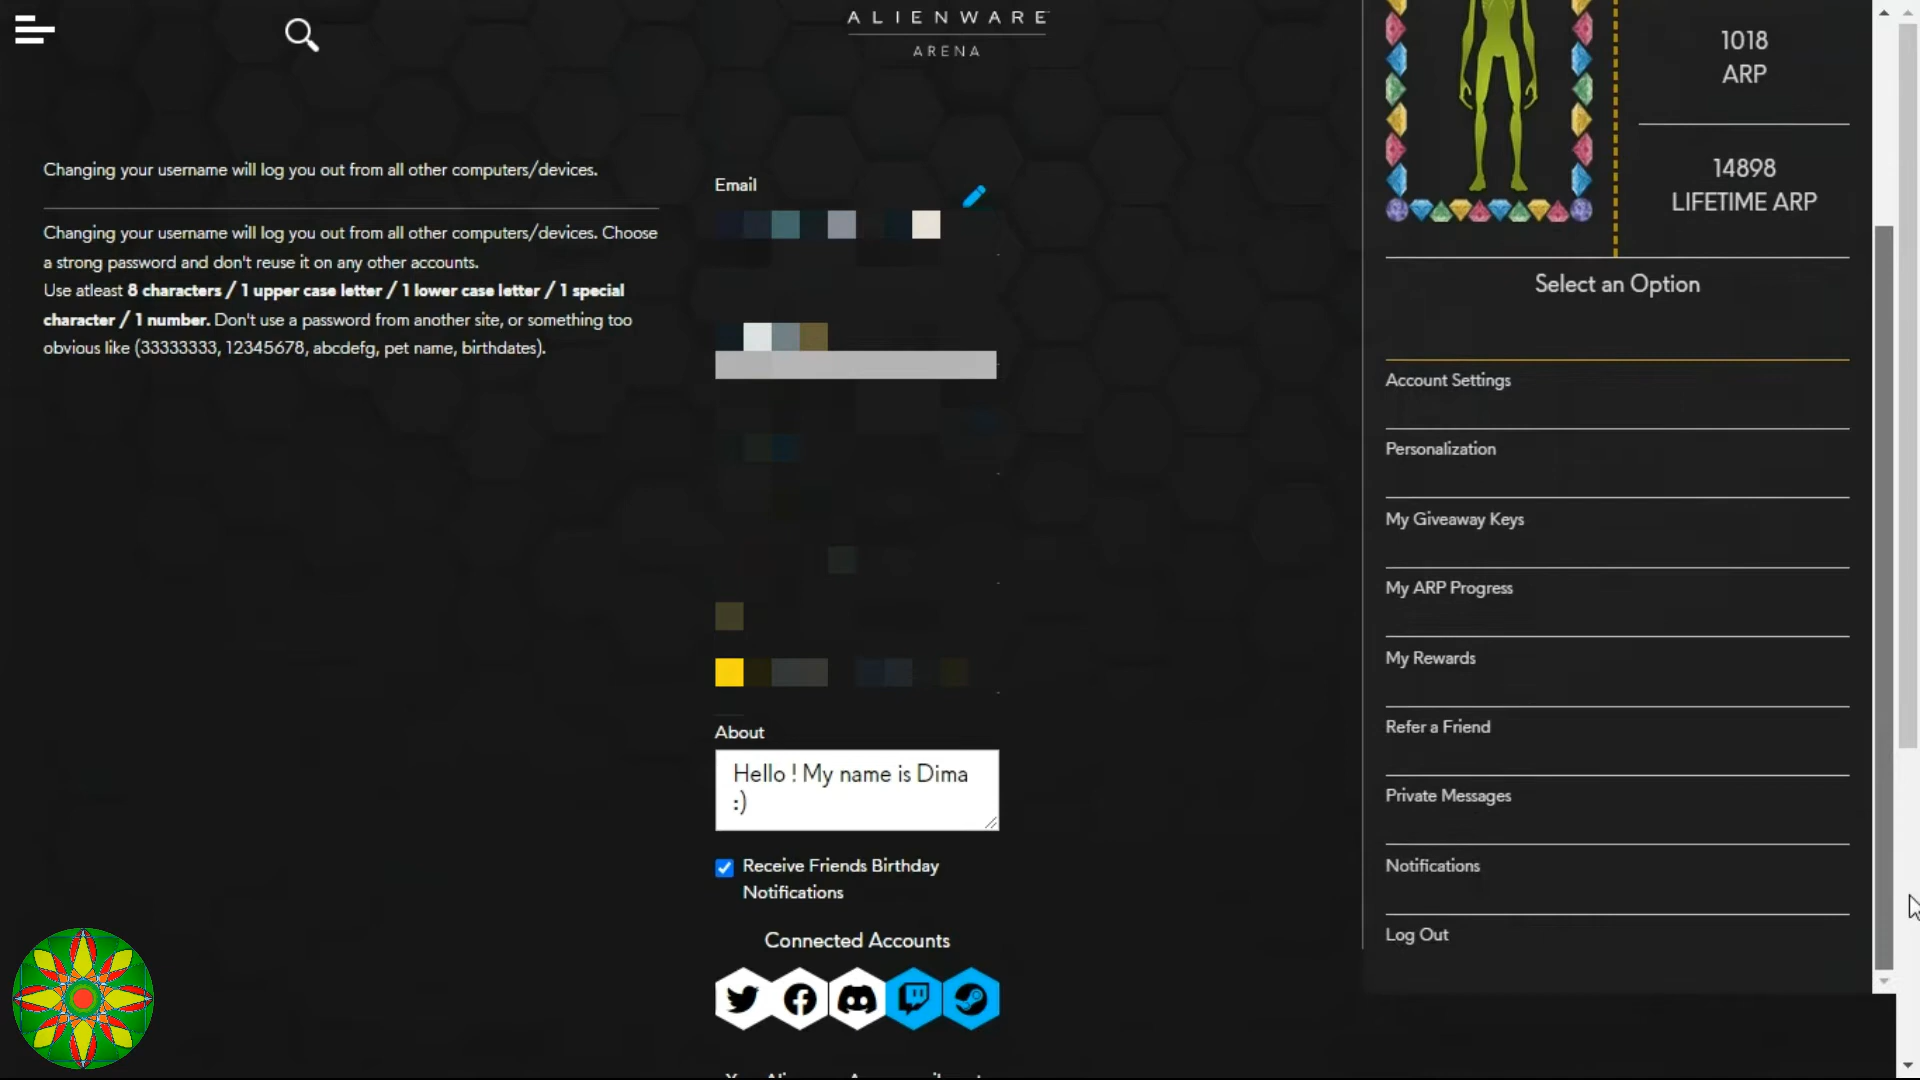 ALIENWARE
ARENA
Changing your username will log you out from all other computers/devices.
Changing your username will log you out from all other computers/devices. Choose
a strong password and don't reuse it on any other accounts.
Use atleast 8 characters / 1 upper case letter / 1 lower case letter / 1 special
character / 1 number. Don't use a password from another site, or something too
obvious like (33333333, 12345678, abcdefg, pet name, birthdates).
Email
About
Hello ! My name is Dima
:)
Receive Friends Birthday
Notifications
Connected Accounts
1018
ARP
14898
LIFETIME ARP
Select an Option
Account Settings
Personalization
My Giveaway Keys
My ARP Progress
My Rewards
Refer a Friend
Private Messages
Notifications
Log Out